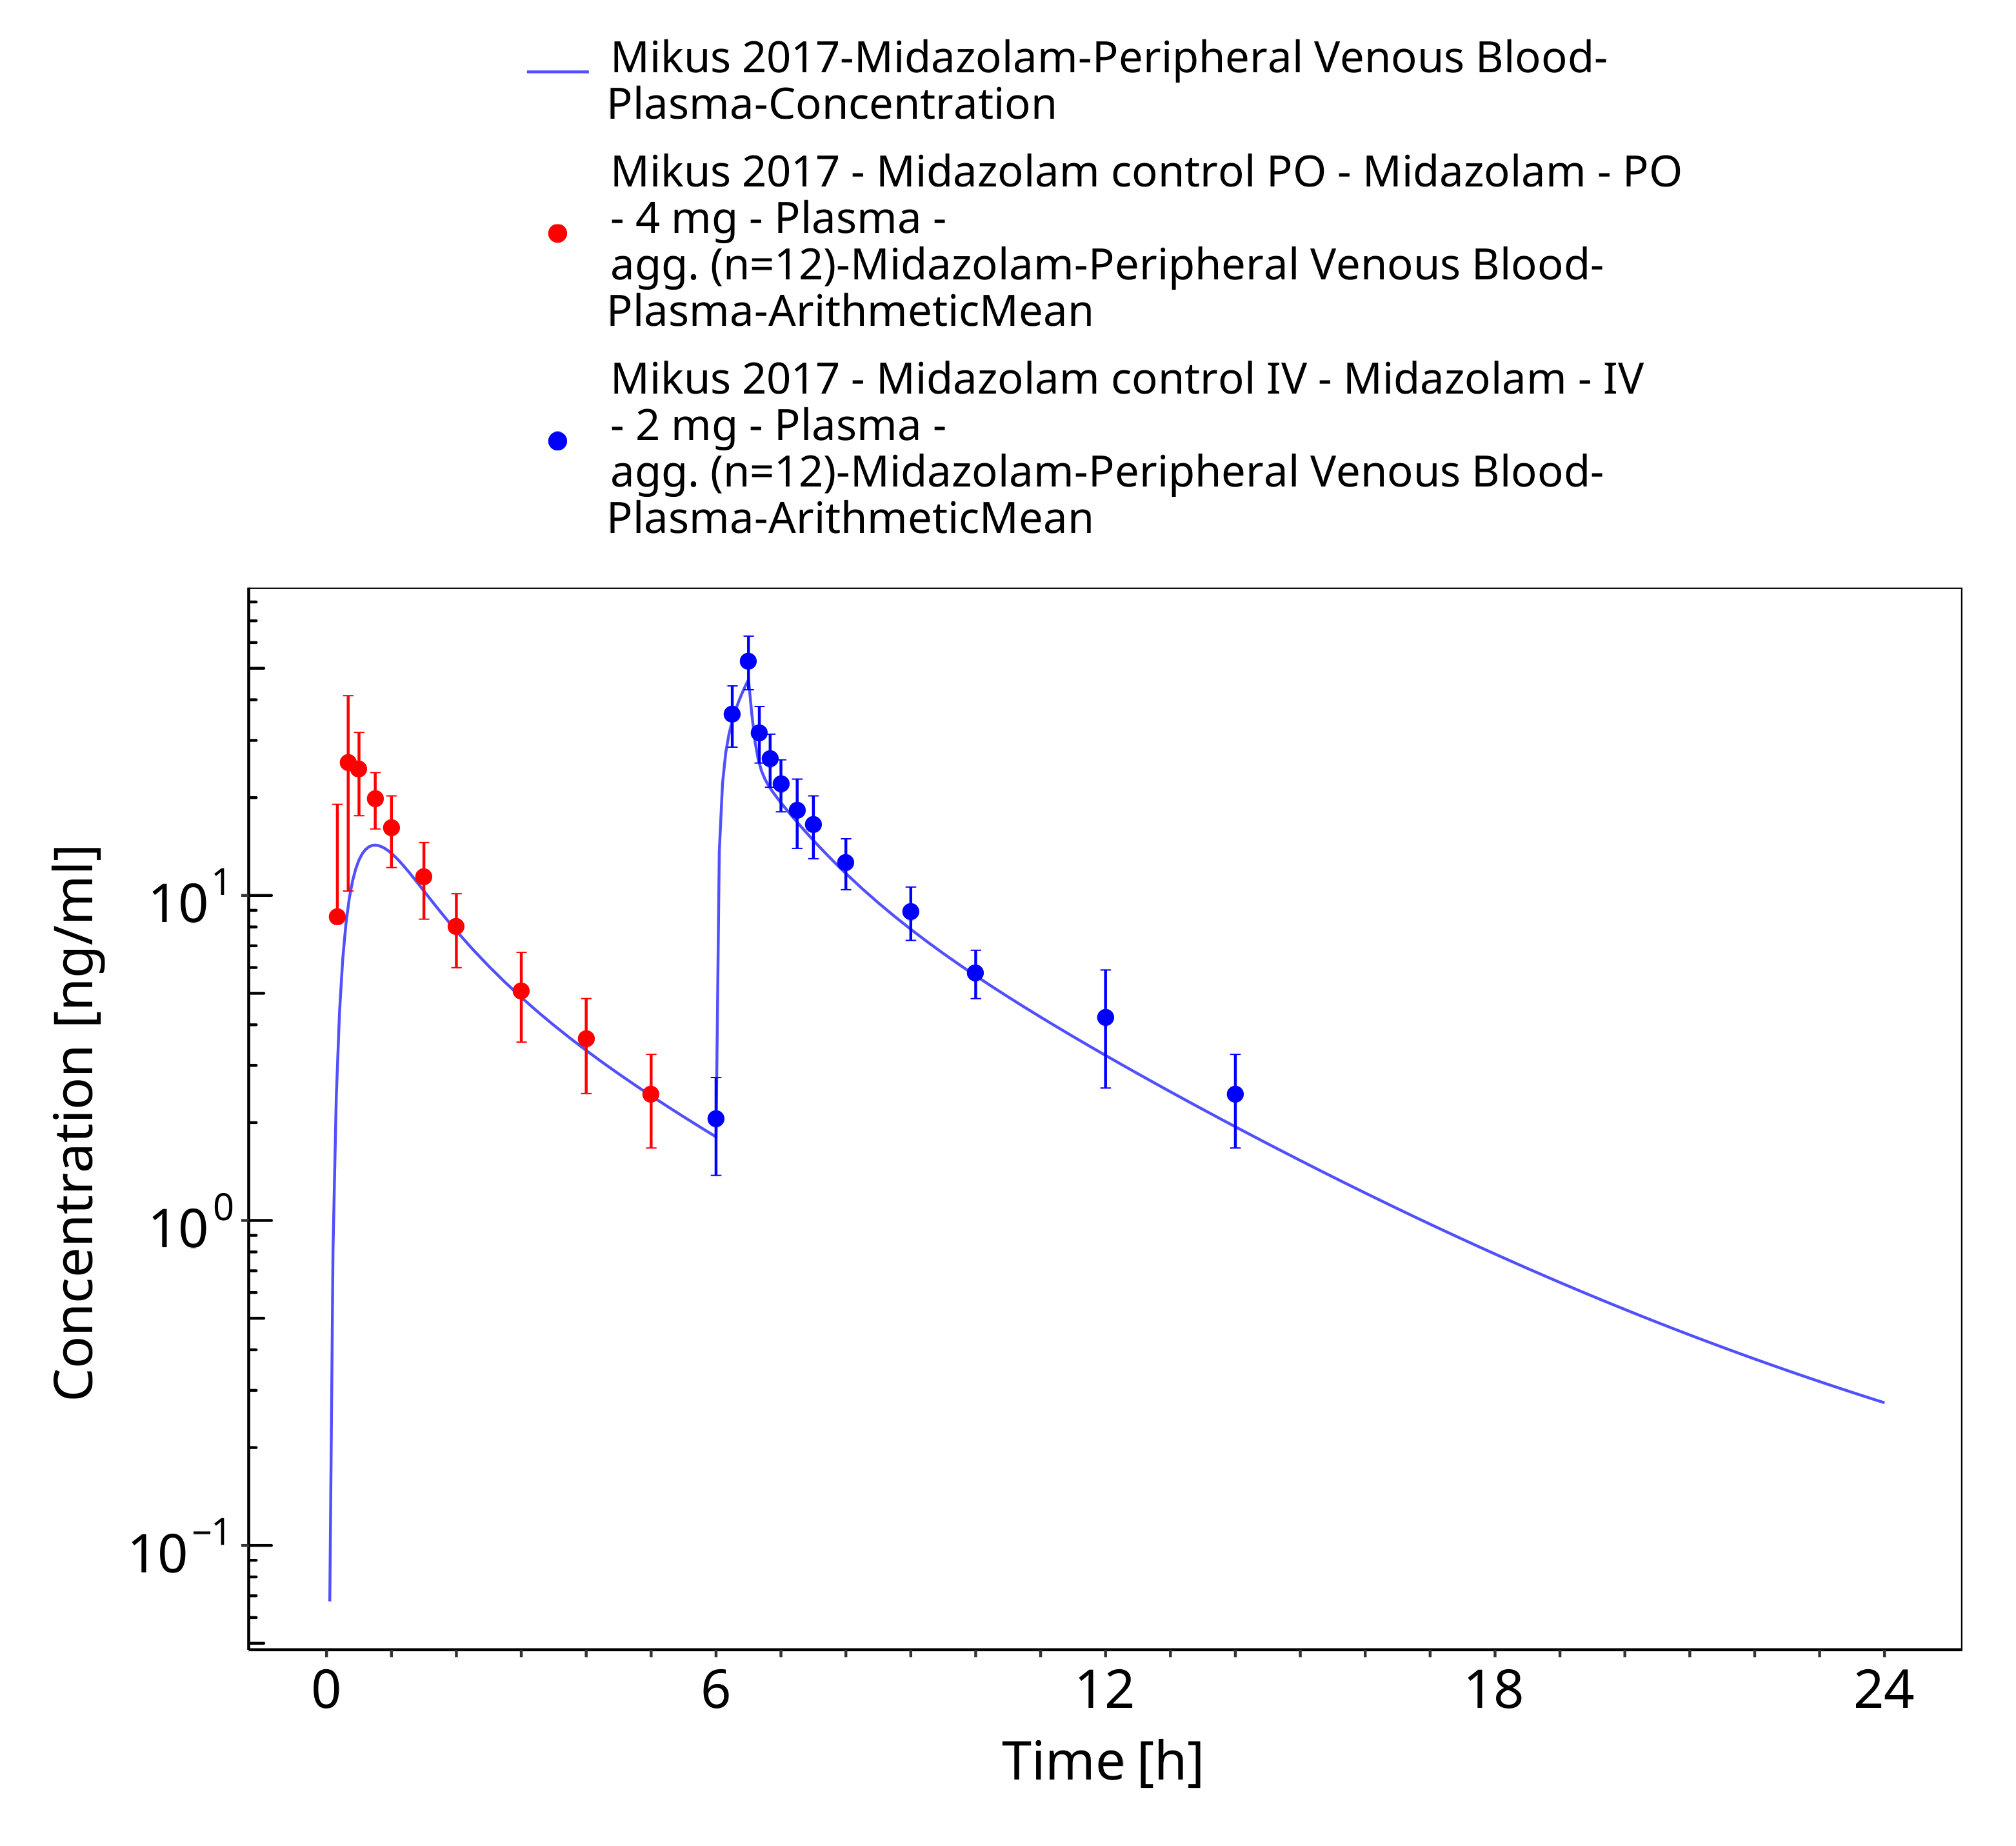 Mikus 2017-Midazolam-Peripheral Venous Blood-
Plasma-Concentration
Mikus 2017 - Midazolam control PO - Midazolam - PO
- 4 mg - Plasma -
agg. (n=12)-Midazolam-Peripheral Venous Blood-
Plasma-ArithmeticMean
Mikus 2017 - Midazolam control IV - Midazolam - IV
- 2 mg - Plasma -
agg. (n=12)-Midazolam-Peripheral Venous Blood-
Plasma-ArithmeticMean
Concentration [ng/ml]
10¹
10⁰
10⁻¹
0 6 12 18 24
Time [h]